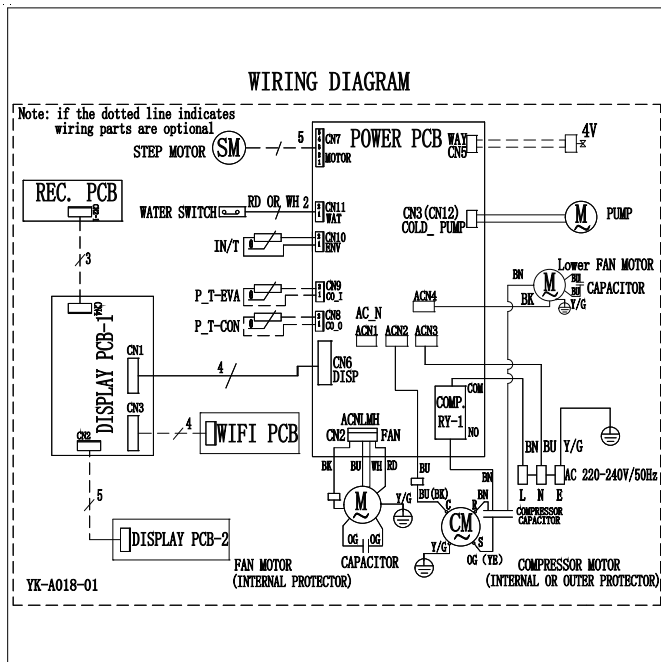 WIRING DIAGRAM
Note: if the dotted line indicates
wiring parts are optional
STEP MOTOR
SM
5
CN7
MOTOR
POWER PCB
WAY
CN5
4V
REC. PCB
WATER SWITCH
RD OR WH 2
CN11
WAT
CN3(CN12)
COLD_ PUMP
M
PUMP
3
IN/T
CN10
ENV
Lower FAN MOTOR
BN
M
BU
CAPACITOR
BU
BK
Y/G
P_T-EVA
CN9
CO_I
ACN4
P_T-CON
CN8
CO_O
AC_N
ACN1
ACN2
ACN3
DISPLAY PCB-1
CN4
CN1
4
CN6
DISP
COM
COMP.
RY-1
NO
CN3
4
WIFI PCB
CN2
ACNLMH
CN2
FAN
BK
BU
WH
RD
BU
BN
BN
BU
Y/G
L
N
E
AC 220-240V/50Hz
5
M
Y/G
BU(BK)
C
R
BN
CM
S
COMPRESSOR
CAPACITOR
OG
OG
CAPACITOR
Y/G
OG (YE)
DISPLAY PCB-2
FAN MOTOR
(INTERNAL PROTECTOR)
COMPRESSOR MOTOR
(INTERNAL OR OUTER PROTECTOR)
YK-A018-01